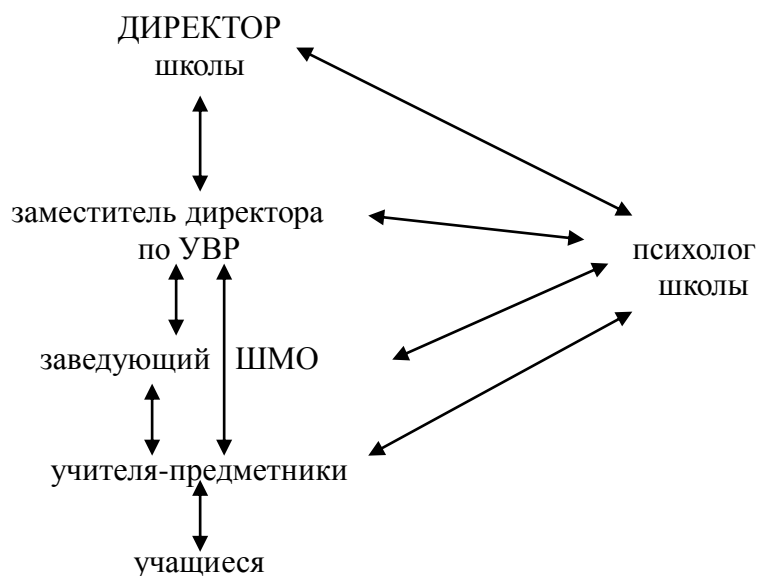 ДИРЕКТОР
школы
заместитель директора
по УВР
психолог
школы
заведующий ШМО
учителя-предметники
учащиеся